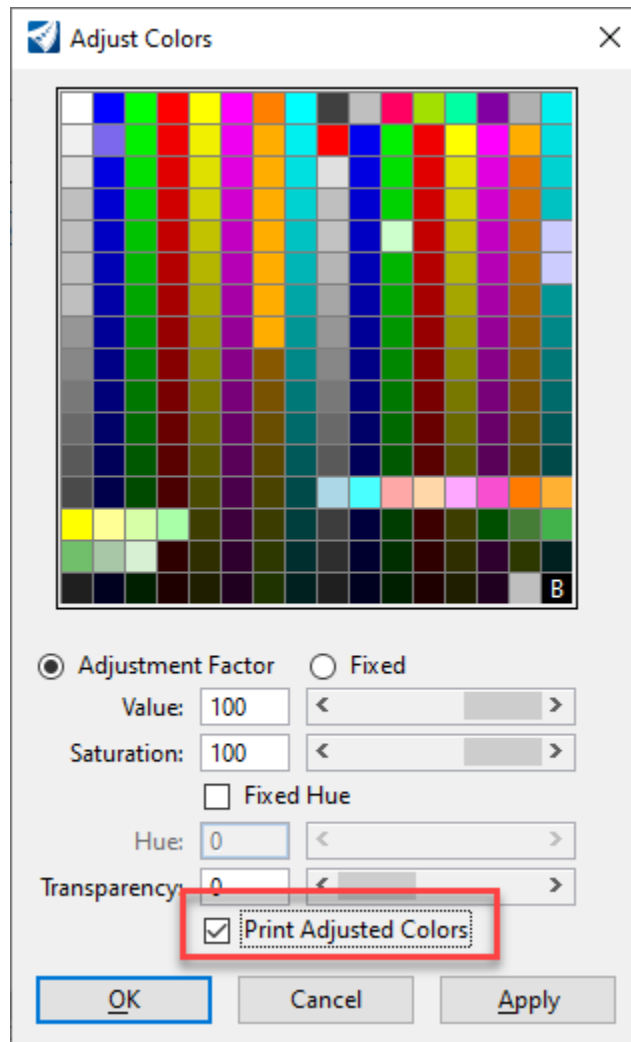 Adjust Colors
B
Adjustment Factor Fixed
Value: 100
Saturation: 100
Fixed Hue
Hue: 0
Transparency: 0
Print Adjusted Colors
OK Cancel Apply